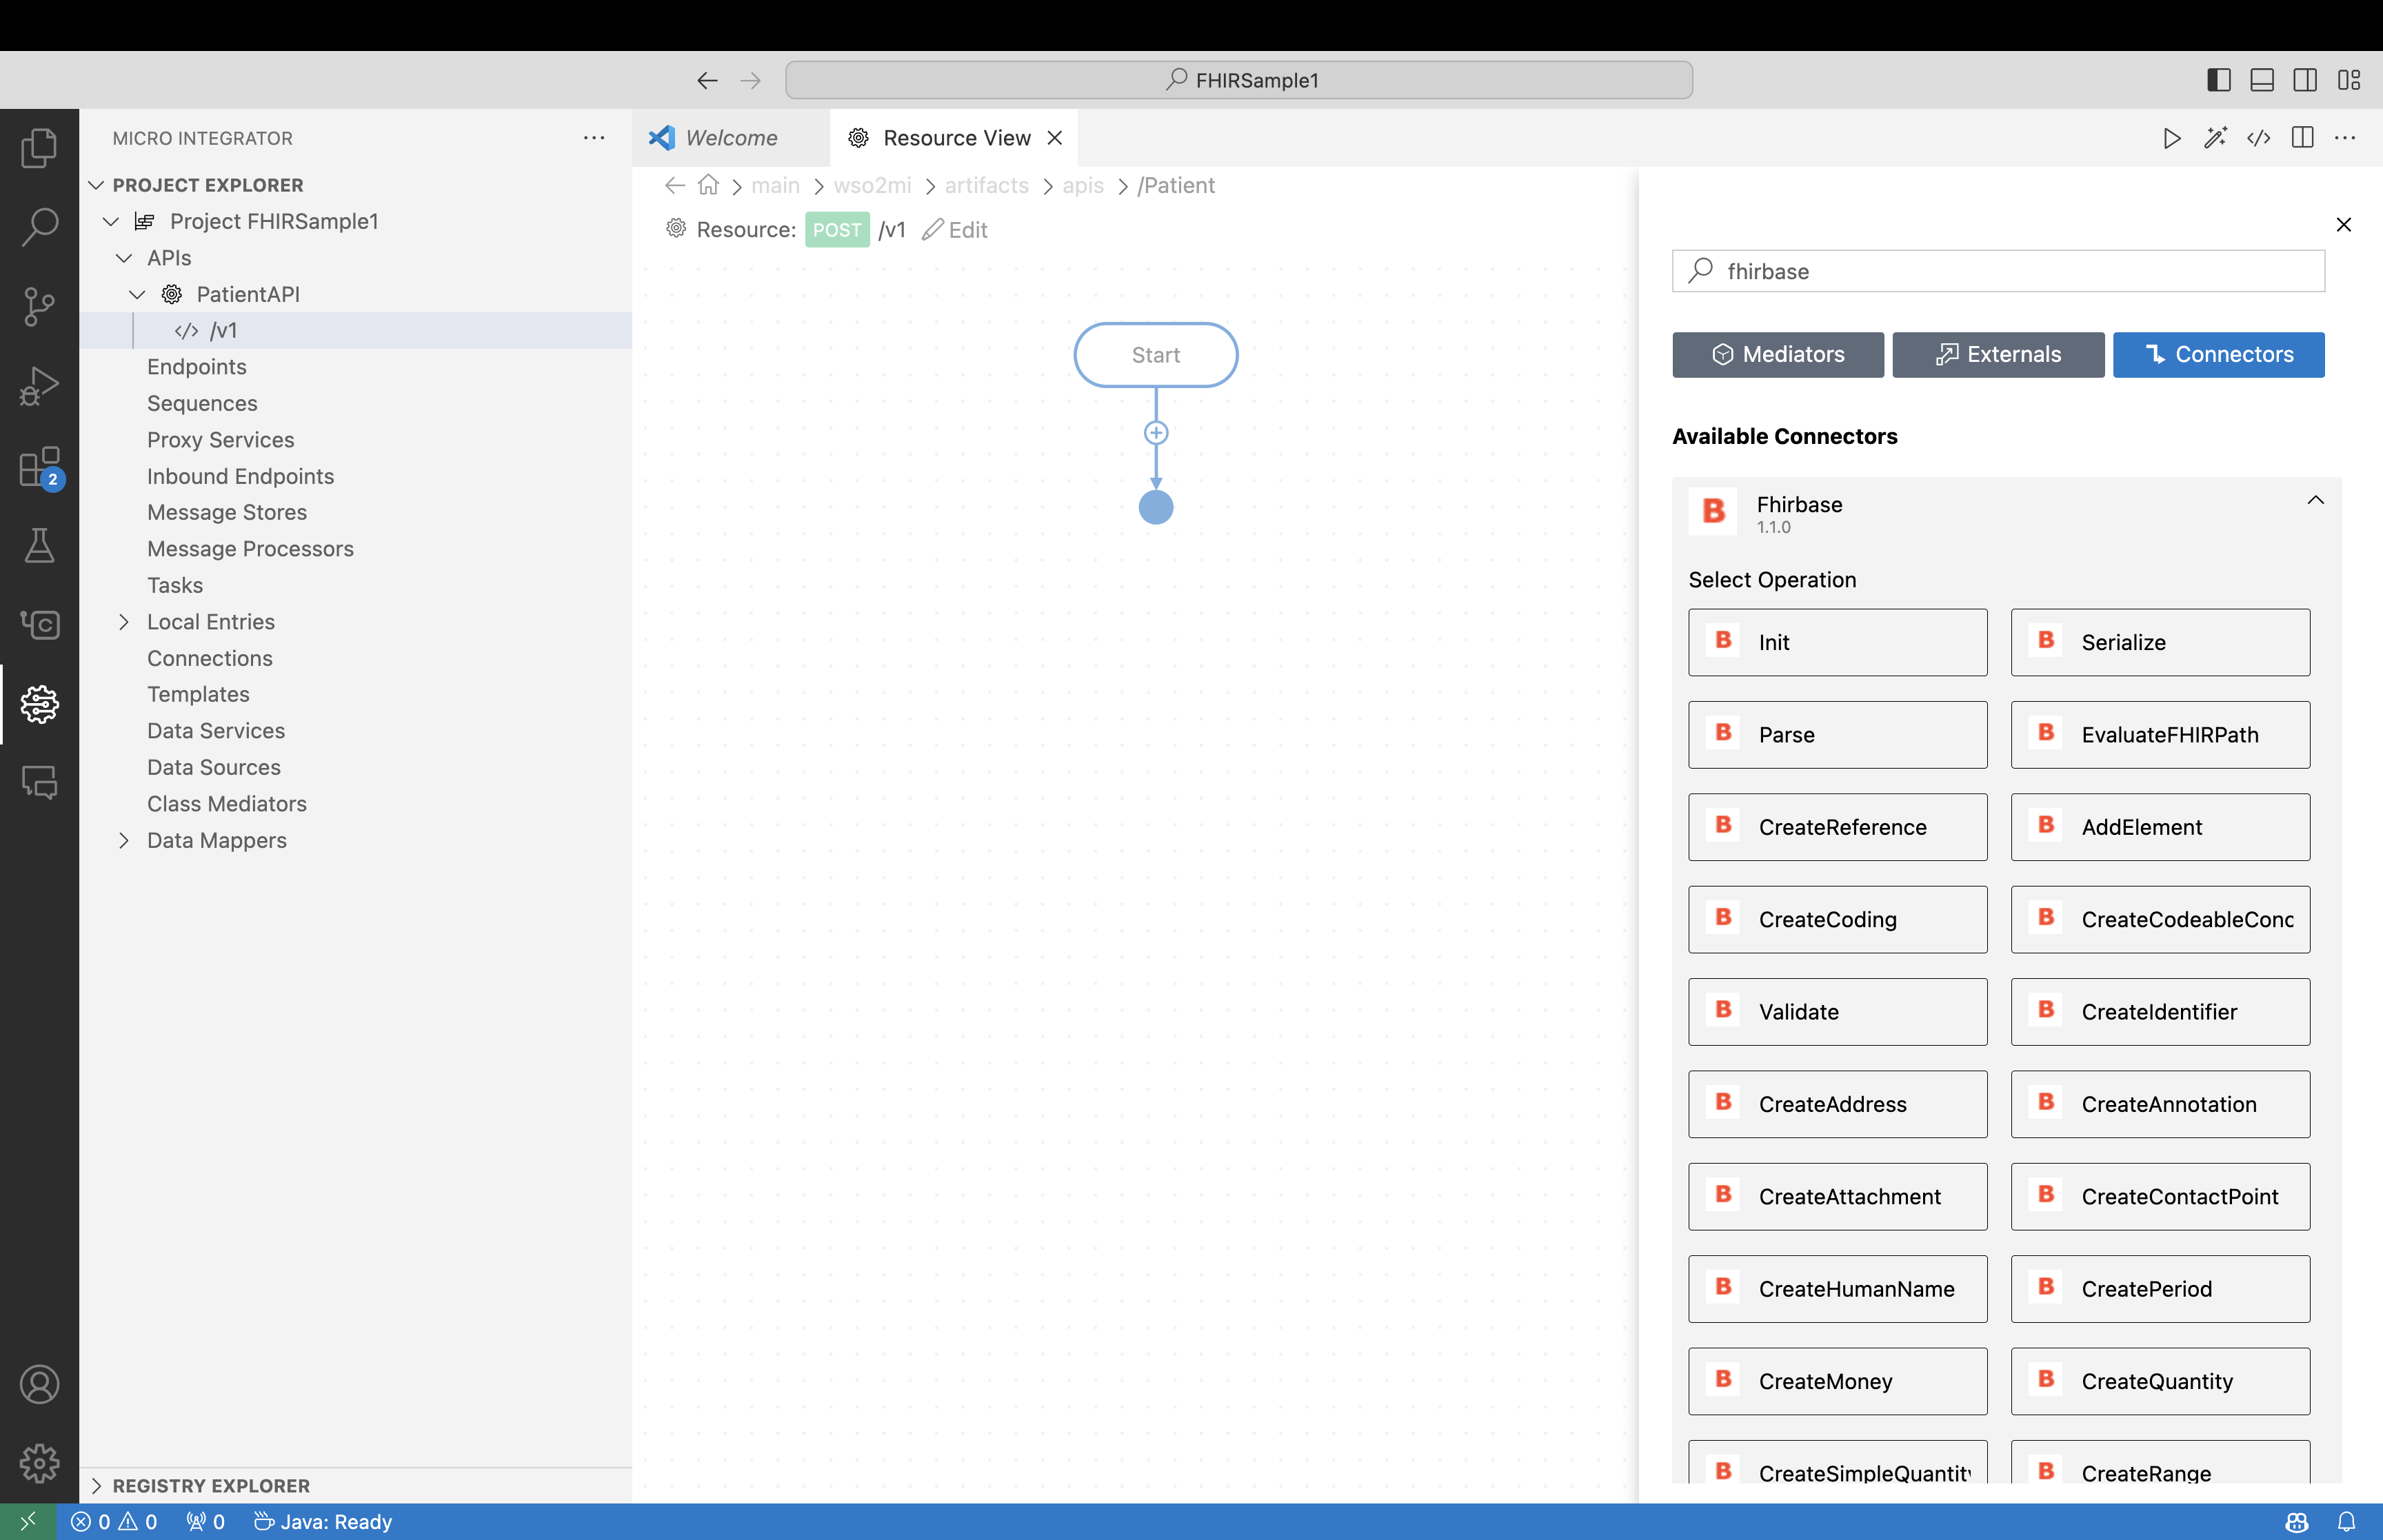 FHIRSample1
MICRO INTEGRATOR
Welcome
Resource View
PROJECT EXPLORER
Project FHIRSample1
APIs
PatientAPI
/v1
Endpoints
Sequences
Proxy Services
Inbound Endpoints
Message Stores
Message Processors
Tasks
Local Entries
Connections
Templates
Data Services
Data Sources
Class Mediators
Data Mappers
REGISTRY EXPLORER
2
main > wso2mi > artifacts > apis > /Patient
Resource: POST /v1 Edit
Start
fhirbase
Mediators Externals Connectors
Available Connectors
B Fhirbase
1.1.0
Select Operation
B Init B Serialize
B Parse B EvaluateFHIRPath
B CreateReference B AddElement
B CreateCoding B CreateCodeableConc
B Validate B CreateIdentifier
B CreateAddress B CreateAnnotation
B CreateAttachment B CreateContactPoint
B CreateHumanName B CreatePeriod
B CreateMoney B CreateQuantity
B CreateSimpleQuantity B CreateRange
0 0 0 Java: Ready